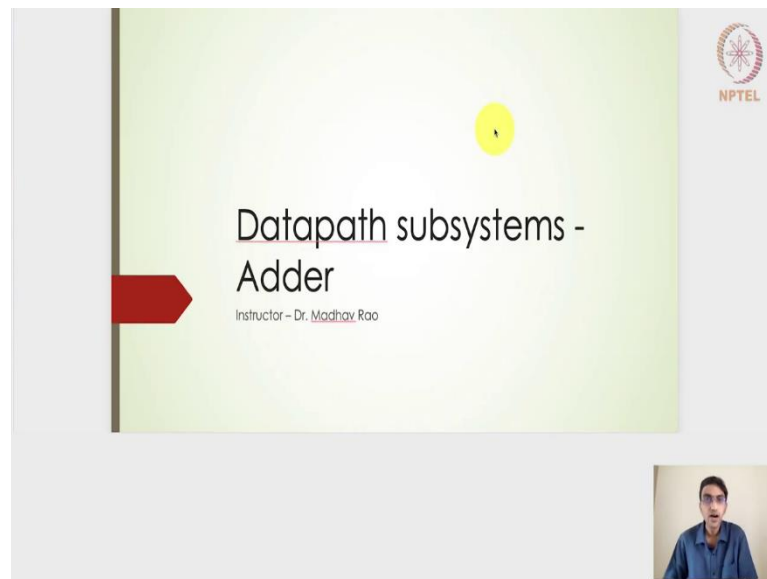 NPTEL
Datapath subsystems -
Adder
Instructor – Dr. Madhav Rao